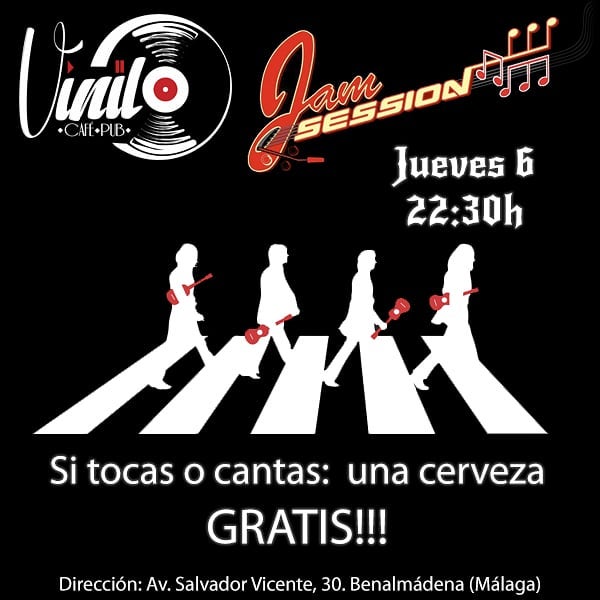 Vinilo
•CAFÉ•PUB•
Jam
SESSION
Jueves 6
22:30h
Si tocas o cantas: una cerveza
GRATIS!!!
Dirección: Av. Salvador Vicente, 30. Benalmádena (Málaga)